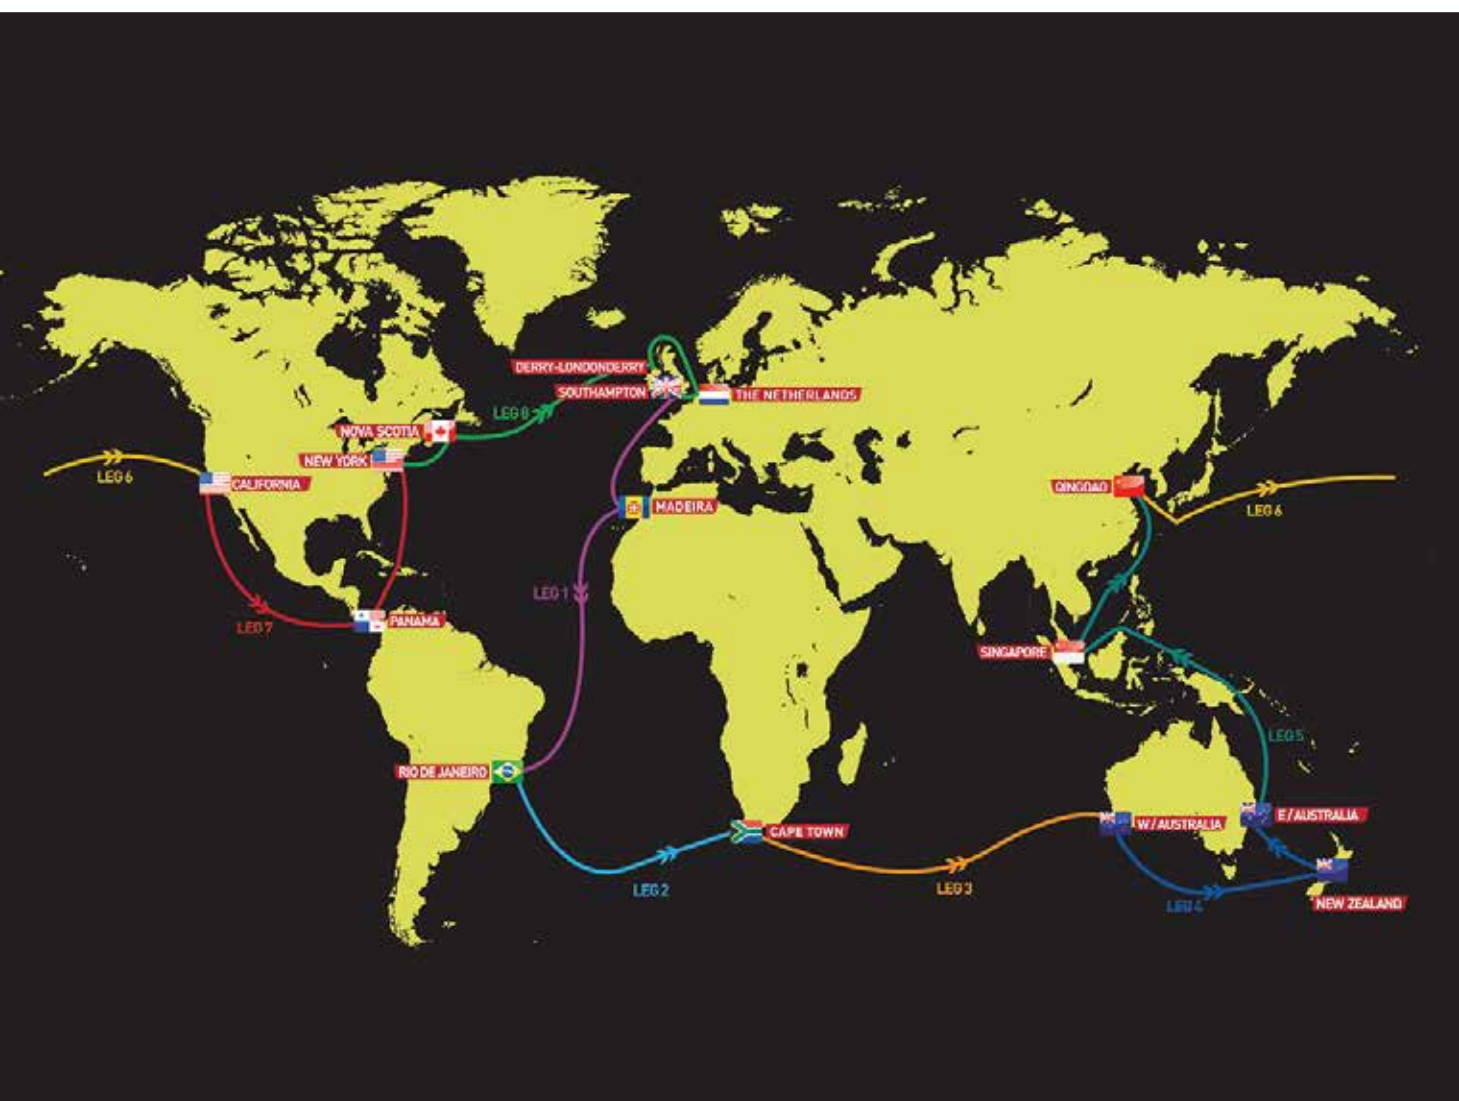 DERRY-LONDONDERRY
SOUTHAMPTON
THE NETHERLANDS
LEG 8
NOVA SCOTIA
NEW YORK
LEG 6
CALIFORNIA
MADEIRA
QINGDAO
LEG 6
LEG 1
LEG 7
PANAMA
SINGAPORE
LEG 5
RIO DE JANEIRO
CAPE TOWN
W/AUSTRALIA
E/AUSTRALIA
LEG 2
LEG 3
LEG 4
NEW ZEALAND